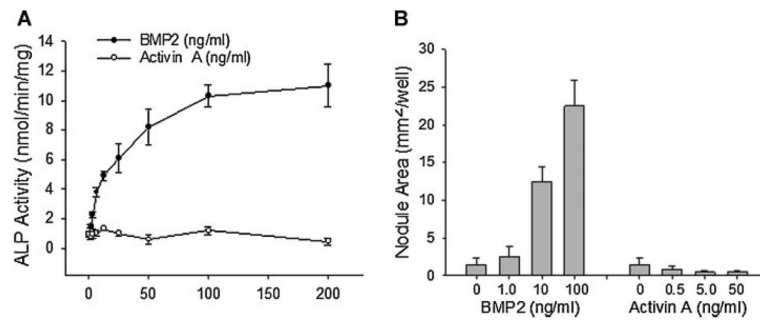 A
BMP2 (ng/ml)
Activin A (ng/ml)
ALP Activity (nmol/min/mg)
14
12
10
8
6
4
2
0
0 50 100 150 200
B
Nodule Area (mm²/well)
30
25
20
15
10
5
0
0 1.0 10 100 0 0.5 5.0 50
BMP2 (ng/ml) Activin A (ng/ml)